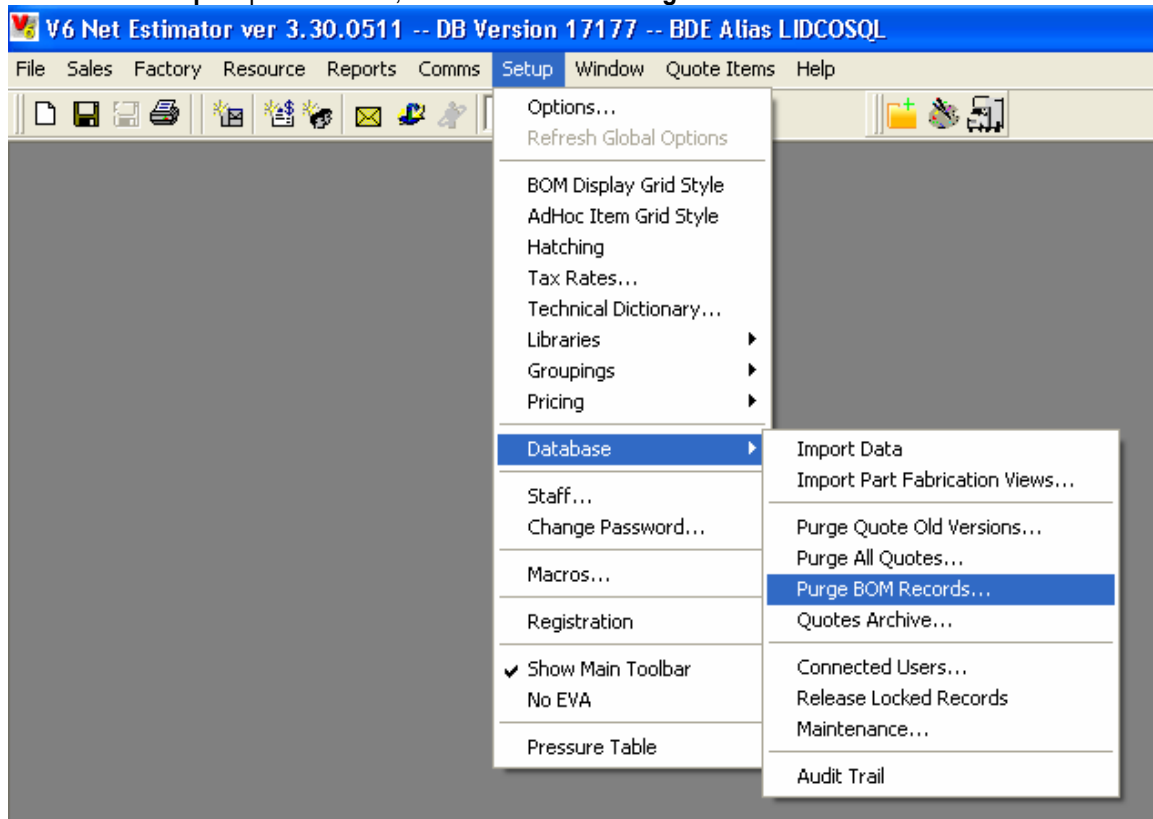 V6 Net Estimator ver 3.30.0511 -- DB Version 17177 -- BDE Alias LIDCOSQL
File Sales Factory Resource Reports Comms Setup Window Quote Items Help
Options...
Refresh Global Options
BOM Display Grid Style
AdHoc Item Grid Style
Hatching
Tax Rates...
Technical Dictionary...
Libraries
Groupings
Pricing
Database
Staff...
Change Password...
Macros...
Registration
Show Main Toolbar
No EVA
Pressure Table
Import Data
Import Part Fabrication Views...
Purge Quote Old Versions...
Purge All Quotes...
Purge BOM Records...
Quotes Archive...
Connected Users...
Release Locked Records
Maintenance...
Audit Trail